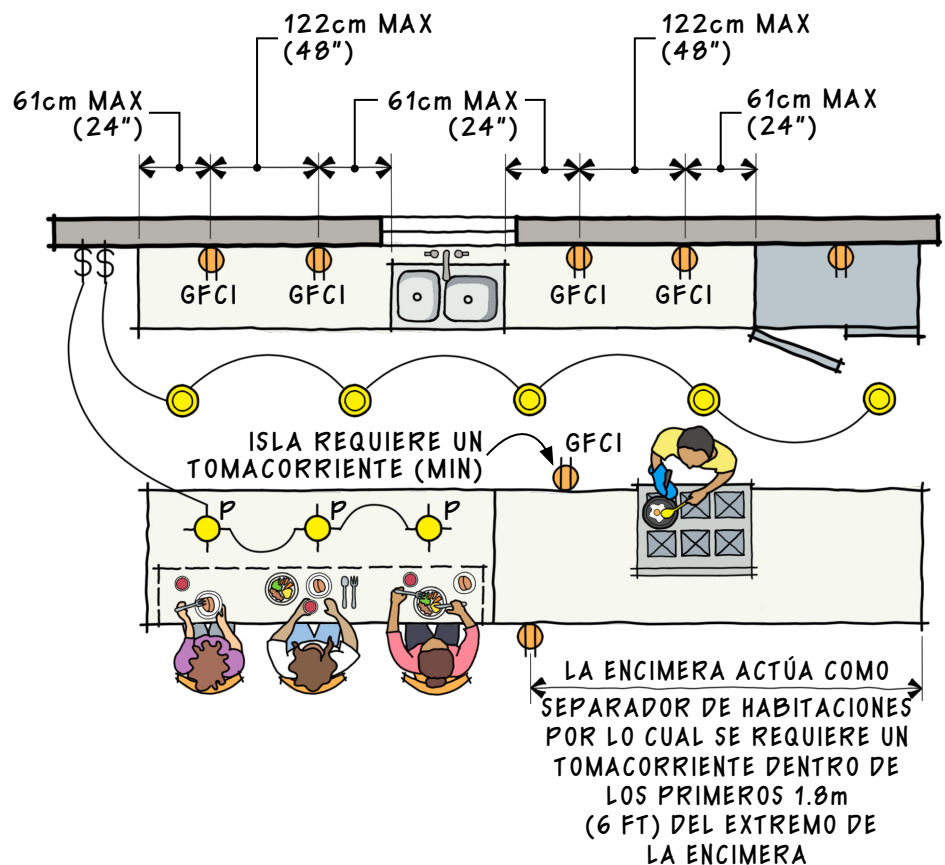 122cm MAX
(48")
122cm MAX
(48")
61cm MAX
(24")
61cm MAX
(24")
61cm MAX
(24")
$$
GFCI
GFCI
GFCI
GFCI
ISLA REQUIERE UN
TOMACORRIENTE (MIN)
GFCI
P
P
P
LA ENCIMERA ACTÚA COMO
SEPARADOR DE HABITACIONES
POR LO CUAL SE REQUIERE UN
TOMACORRIENTE DENTRO DE
LOS PRIMEROS 1.8m
(6 FT) DEL EXTREMO DE
LA ENCIMERA